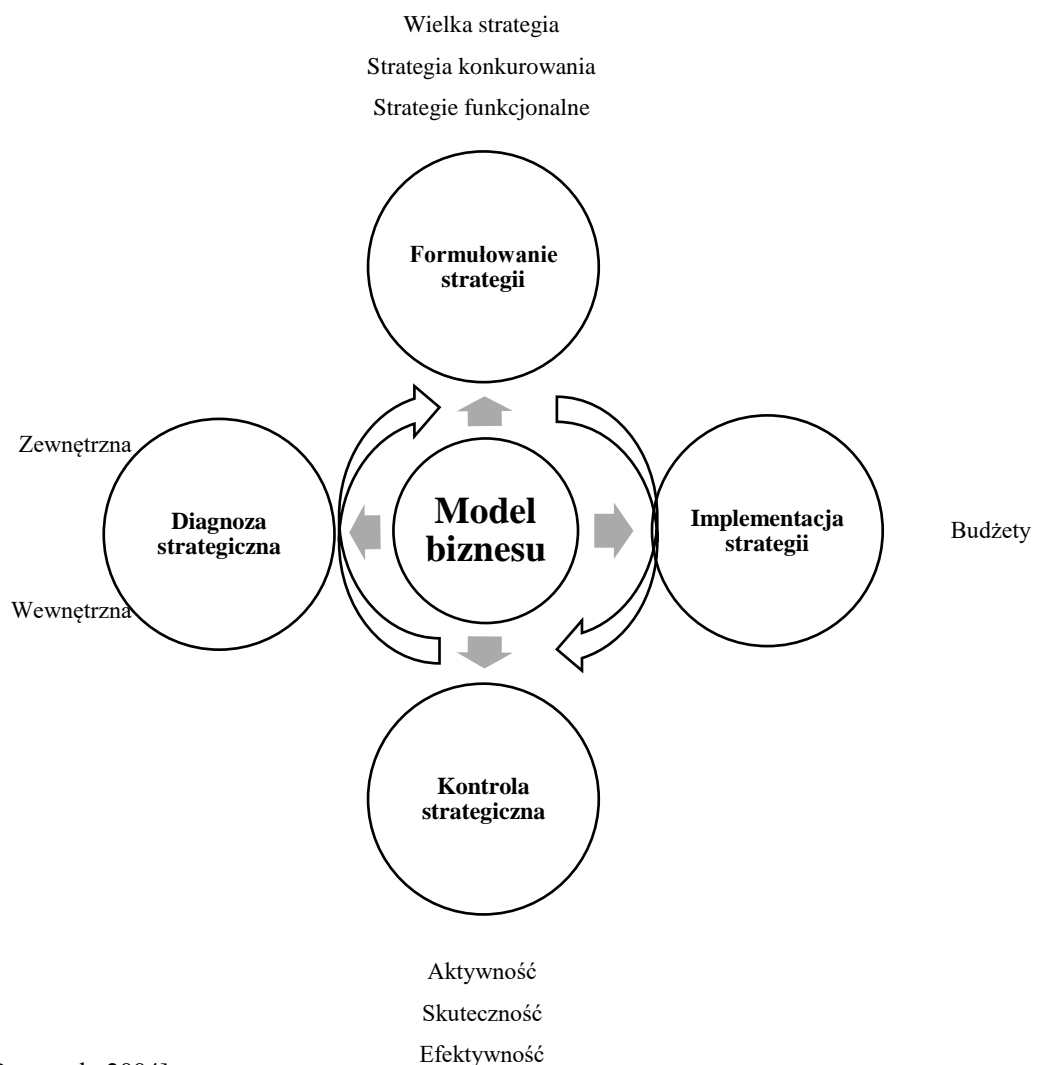 Wielka strategia
Strategia konkurowania
Strategie funkcjonalne
Formułowanie
strategii
Zewnętrzna
Diagnoza
strategiczna
Wewnętrzna
Model
biznesu
Implementacja
strategii
Budżety
Kontrola
strategiczna
Aktywność
Skuteczność
Efektywność